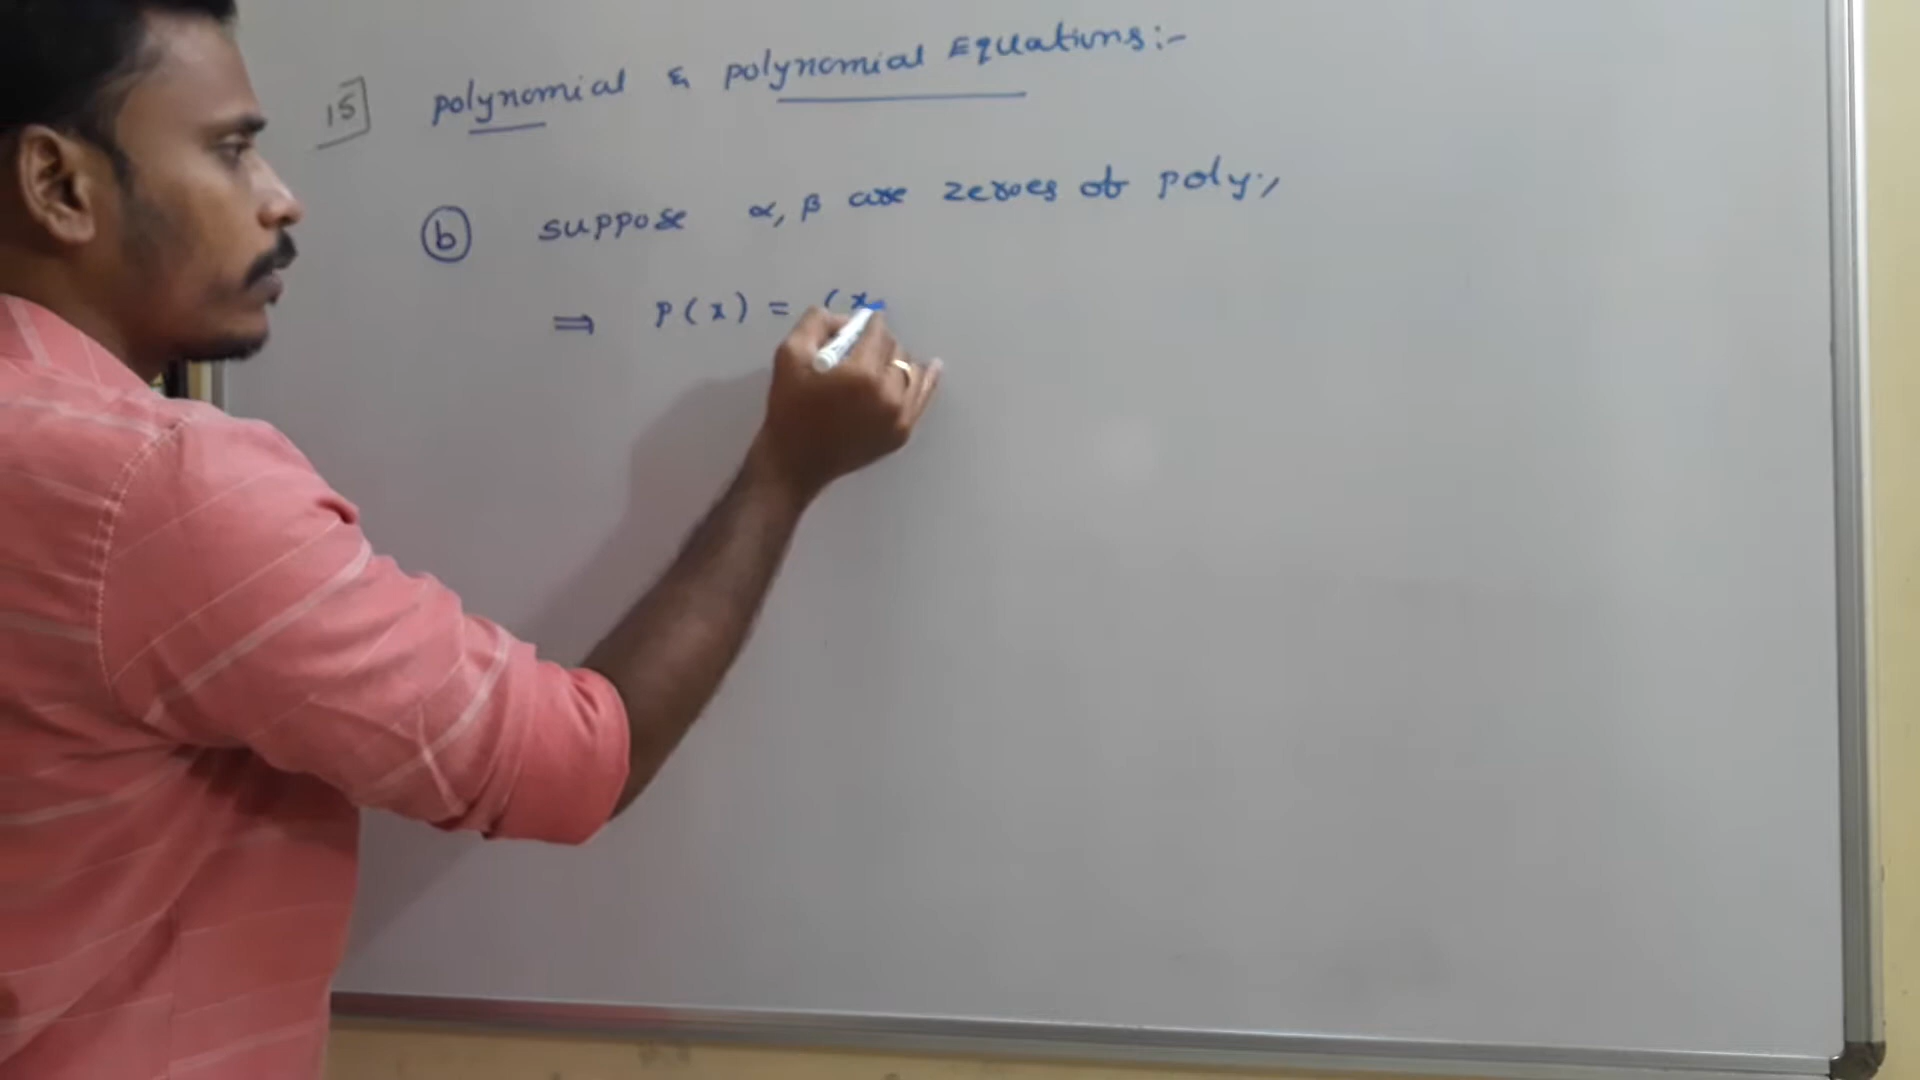 15 polynomial & polynomial Equations:-
b suppose α, β are zeroes of poly.,
⇒ P(x) = (x-